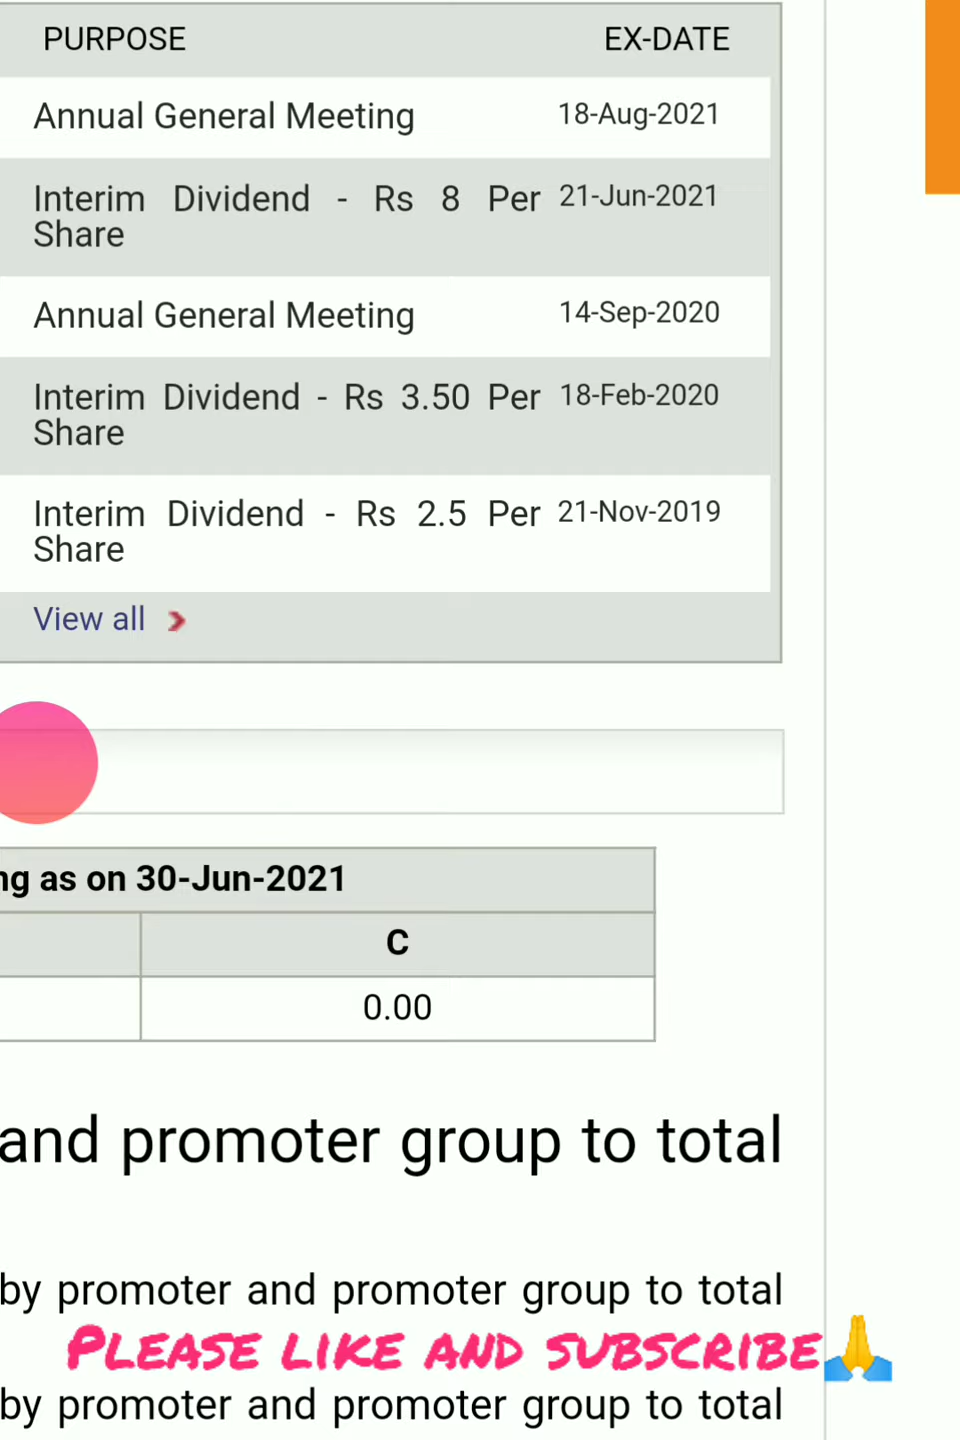 PURPOSE EX-DATE
Annual General Meeting 18-Aug-2021
Interim Dividend - Rs 8 Per 21-Jun-2021
Share
Annual General Meeting 14-Sep-2020
Interim Dividend - Rs 3.50 Per 18-Feb-2020
Share
Interim Dividend - Rs 2.5 Per 21-Nov-2019
Share
View all
as on 30-Jun-2021
C
0.00
and promoter group to total
by promoter and promoter group to total
PLEASE LIKE AND SUBSCRIBE🙏
by promoter and promoter group to total